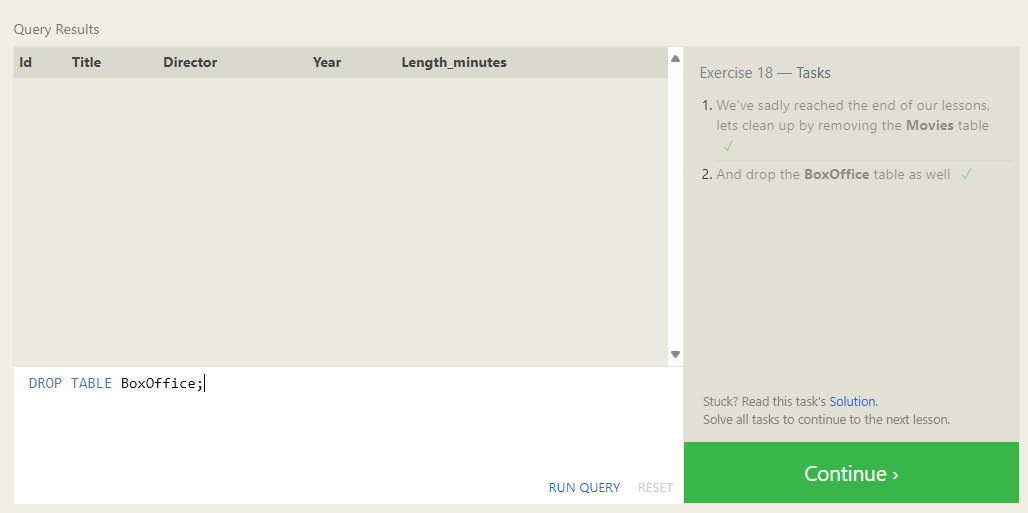 Query Results
Id Title Director Year Length_minutes
Exercise 18 — Tasks
1. We've sadly reached the end of our lessons,
lets clean up by removing the Movies table
✓
2. And drop the BoxOffice table as well ✓
DROP TABLE BoxOffice;
Stuck? Read this task's Solution.
Solve all tasks to continue to the next lesson.
RUN QUERY RESET
Continue ›